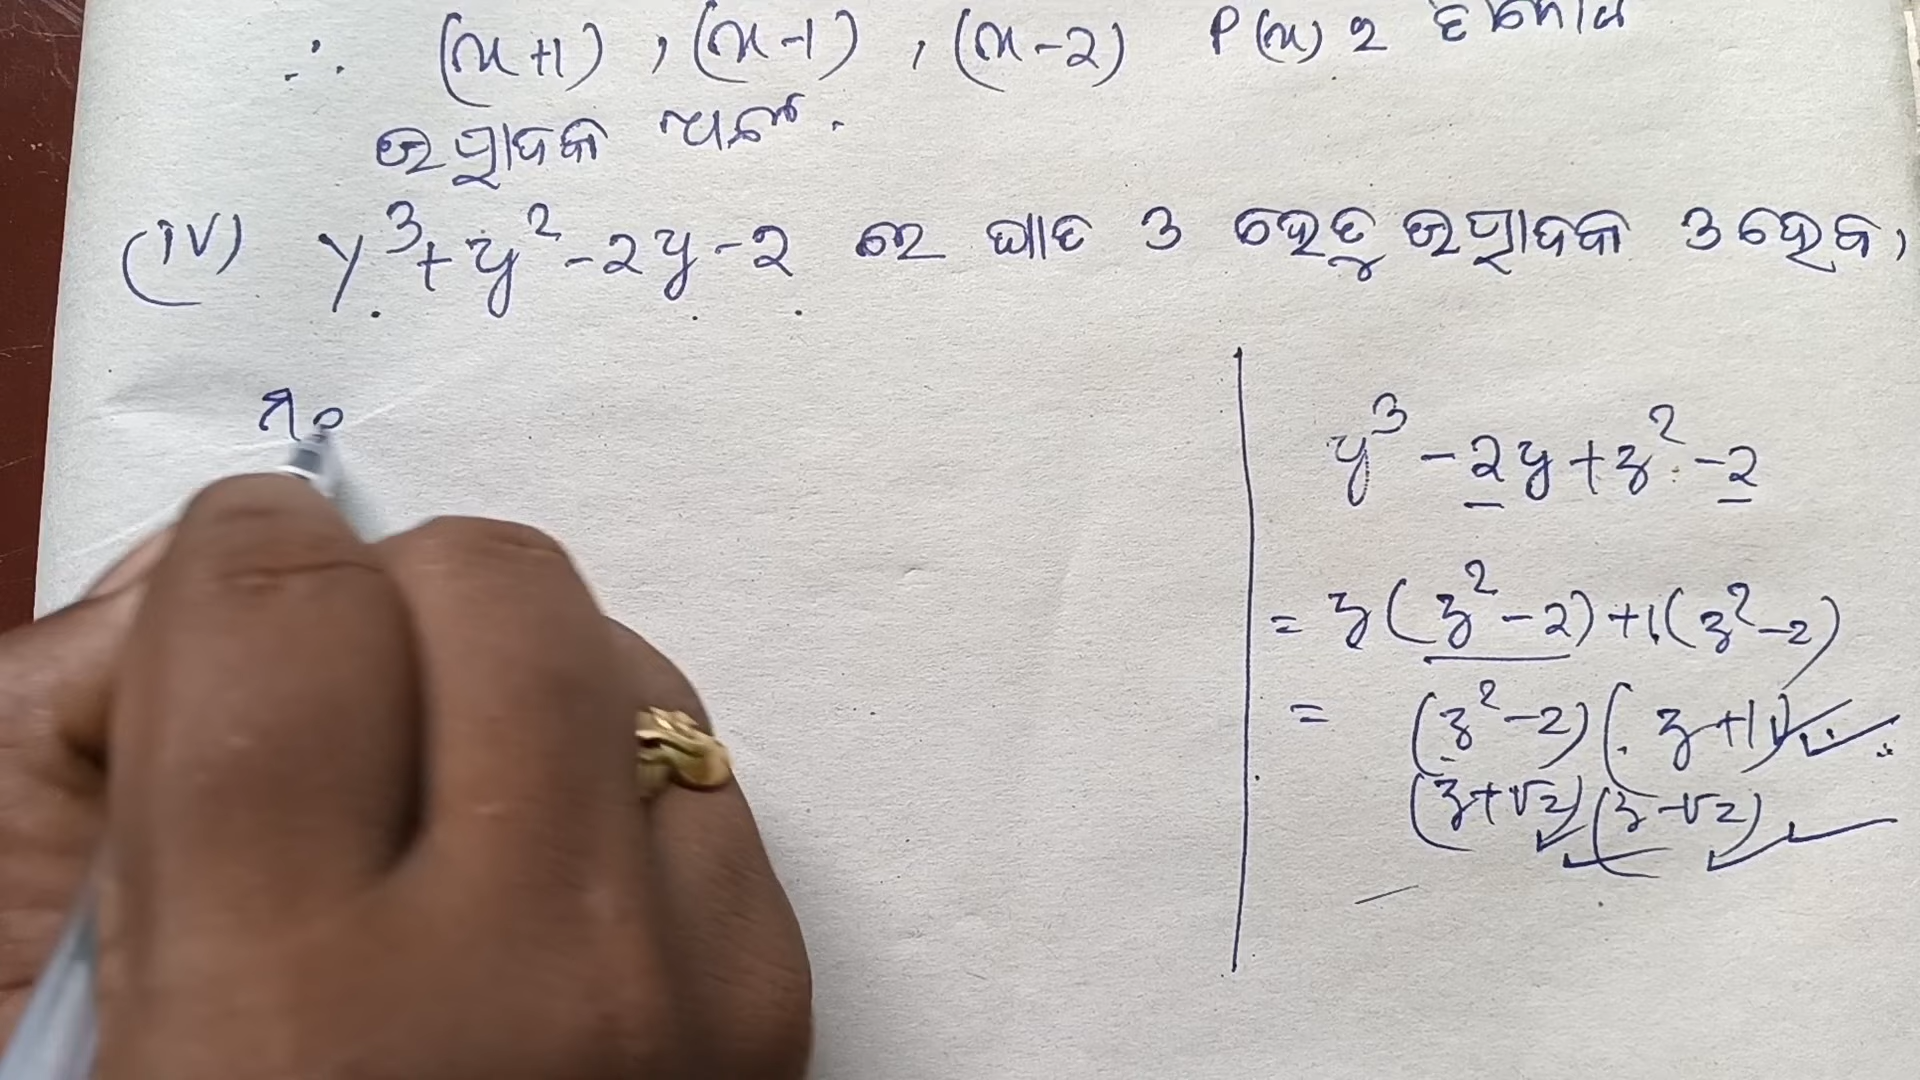 ∴ (x+1), (x-1), (x-2) P(x) ର
ଉତ୍ପାଦକ ଅଟେ.
(iv) y³+y²-2y-2 ରେ ଘାତ 3 ହେତୁ ଉତ୍ପାଦକ 3 ହେବ,
y³-2y+y²-2
= y(y²-2)+1(y²-2)
= (y²-2)(y+1)
(y+√2)(y-√2)